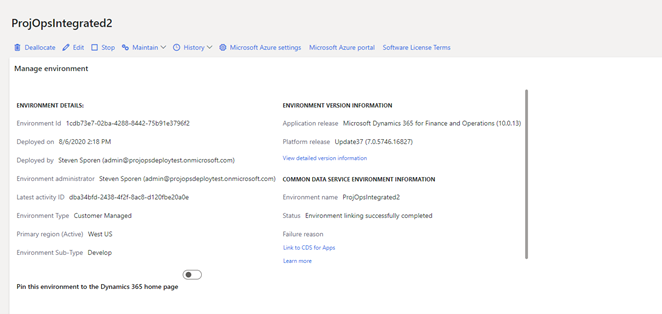 ProjOpsIntegrated2
Deallocate Edit Stop Maintain History Microsoft Azure settings Microsoft Azure portal Software License Terms
Manage environment
ENVIRONMENT DETAILS:
Environment Id 1cdb73e7-02ba-4288-8442-75b91e3796f2
Deployed on 8/6/2020 2:18 PM
Deployed by Steven Sporen (admin@projopsdeploytest.onmicrosoft.com)
Environment administrator Steven Sporen (admin@projopsdeploytest.onmicrosoft.com)
Latest activity ID dba34bfd-2438-4f2f-8ac8-d120fbe20a0e
Environment Type Customer Managed
Primary region (Active) West US
Environment Sub-Type Develop
Pin this environment to the Dynamics 365 home page
ENVIRONMENT VERSION INFORMATION
Application release Microsoft Dynamics 365 for Finance and Operations (10.0.13)
Platform release Update37 (7.0.5746.16827)
View detailed version information
COMMON DATA SERVICE ENVIRONMENT INFORMATION
Environment name ProjOpsIntegrated2
Status Environment linking successfully completed
Failure reason
Link to CDS for Apps
Learn more